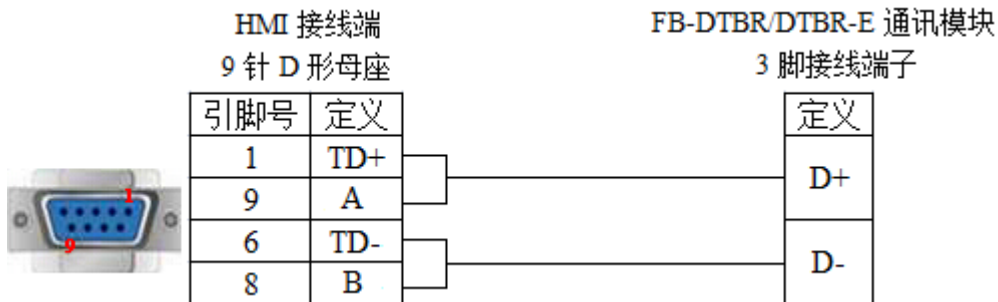 HMI 接线端
9 针 D 形母座
引脚号 定义
1 TD+
9 A
6 TD-
8 B
1
9
FB-DTBR/DTBR-E 通讯模块
3 脚接线端子
定义
D+
D-